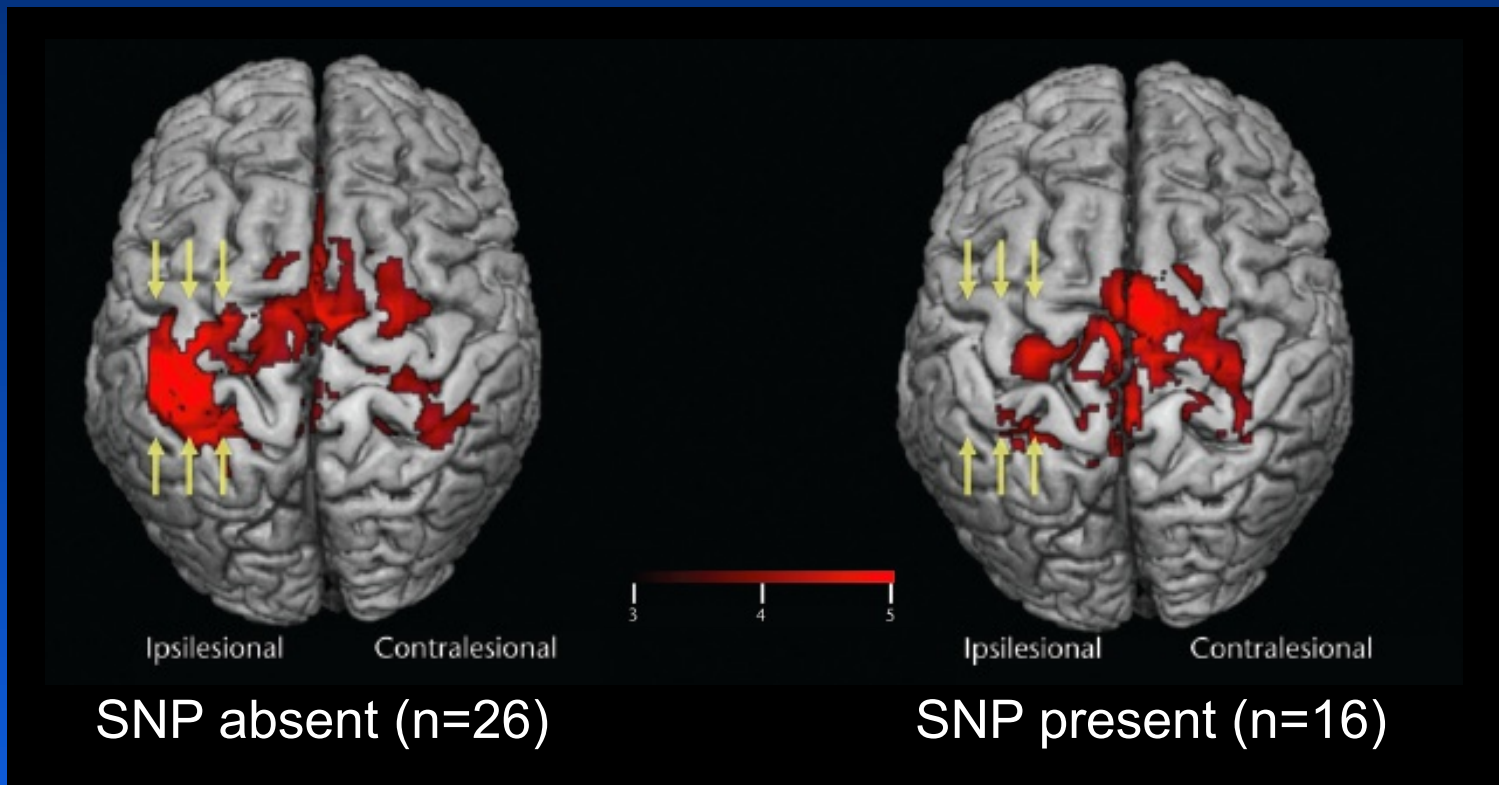 3 4 5
Ipsilesional Contralesional Ipsilesional Contralesional
SNP absent (n=26) SNP present (n=16)